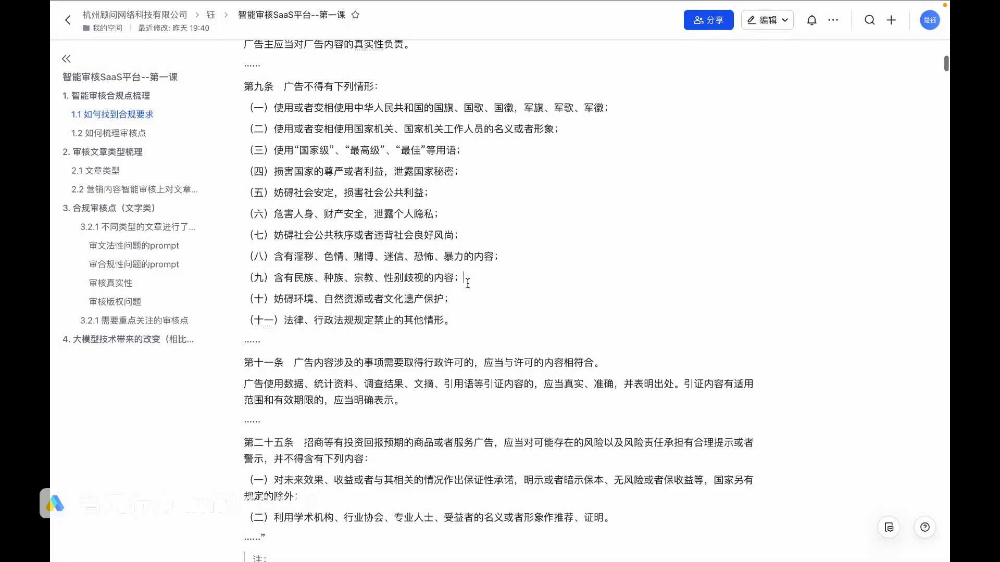 杭州顾问网络科技有限公司 > 钰 > 智能审核SaaS平台--第一课
我的空间 | 最近修改: 昨天 19:40
分享
编辑
楚钰
智能审核SaaS平台--第一课
1. 智能审核合规点梳理
1.1 如何找到合规要求
1.2 如何梳理审核点
2. 审核文章类型梳理
2.1 文章类型
2.2 营销内容智能审核上对文章...
3. 合规审核点（文字类）
3.2.1 不同类型的文章进行了...
审文法性问题的prompt
审合规性问题的prompt
审核真实性
审核版权问题
3.2.1 需要重点关注的审核点
4. 大模型技术带来的改变（相比...
广告主应当对广告内容的真实性负责。
......
第九条　广告不得有下列情形：
（一）使用或者变相使用中华人民共和国的国旗、国歌、国徽，军旗、军歌、军徽；
（二）使用或者变相使用国家机关、国家机关工作人员的名义或者形象；
（三）使用“国家级”、“最高级”、“最佳”等用语；
（四）损害国家的尊严或者利益，泄露国家秘密；
（五）妨碍社会安定，损害社会公共利益；
（六）危害人身、财产安全，泄露个人隐私；
（七）妨碍社会公共秩序或者违背社会良好风尚；
（八）含有淫秽、色情、赌博、迷信、恐怖、暴力的内容；
（九）含有民族、种族、宗教、性别歧视的内容；
（十）妨碍环境、自然资源或者文化遗产保护；
（十一）法律、行政法规规定禁止的其他情形。
......
第十一条　广告内容涉及的事项需要取得行政许可的，应当与许可的内容相符合。
广告使用数据、统计资料、调查结果、文摘、引用语等引证内容的，应当真实、准确，并表明出处。引证内容有适用
范围和有效期限的，应当明确表示。
......
第二十五条　招商等有投资回报预期的商品或者服务广告，应当对可能存在的风险以及风险责任承担有合理提示或者
警示，并不得含有下列内容：
（一）对未来效果、收益或者与其相关的情况作出保证性承诺，明示或者暗示保本、无风险或者保收益等，国家另有
规定的除外；
（二）利用学术机构、行业协会、专业人士、受益者的名义或者形象作推荐、证明。
......”
注：